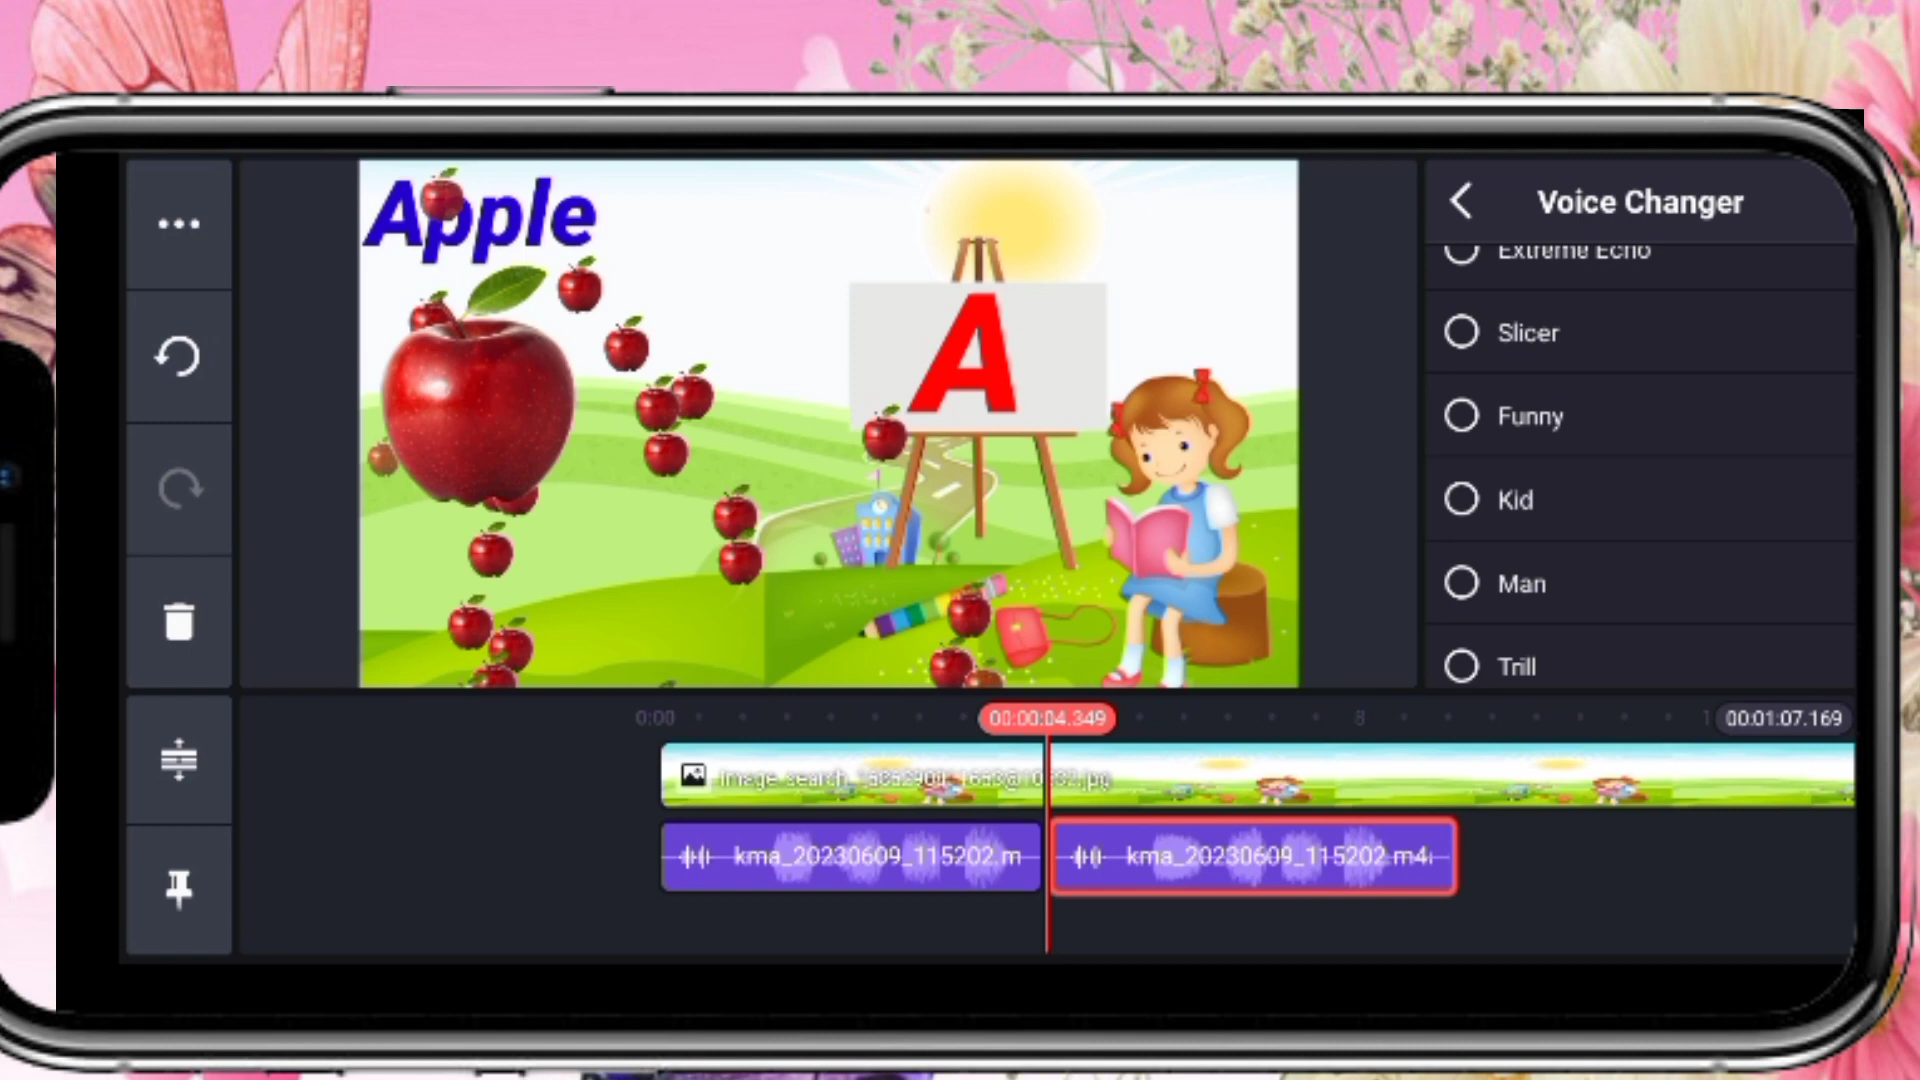 Apple
A
Voice Changer
Extreme Echo
Slicer
Funny
Kid
Man
Trill
0:00
00:00:04.349
8
00:01:07.169
kma_20230609_115202.m
kma_20230609_115202.m4